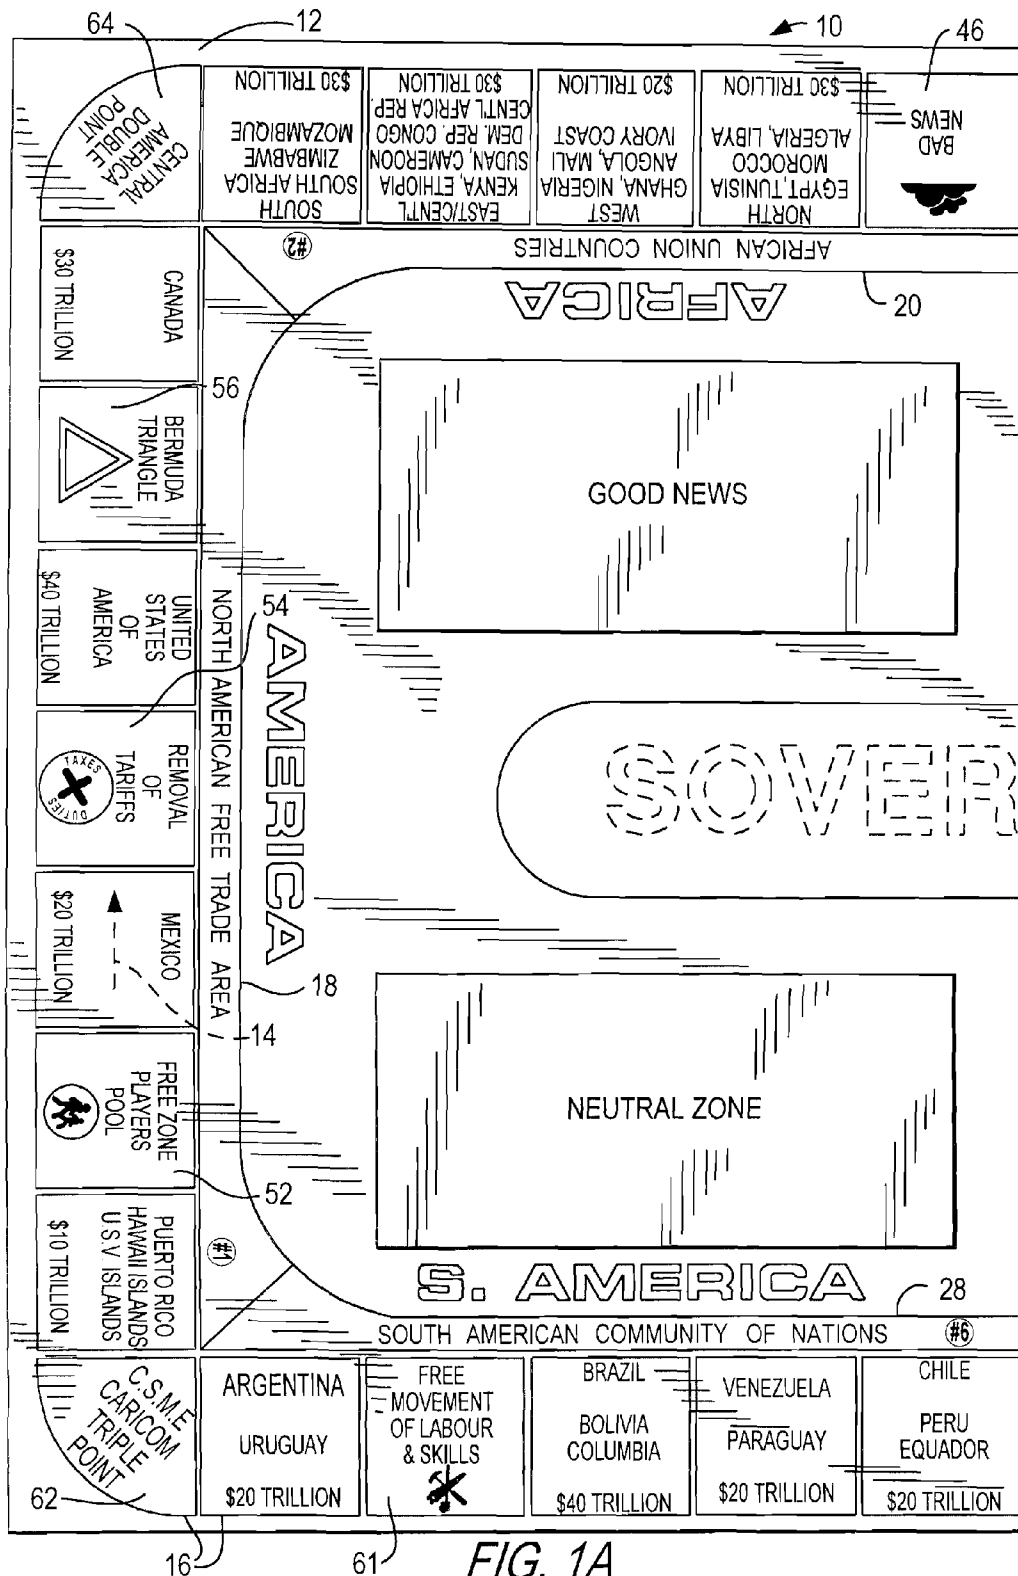 64
12
10
46
CENTRAL
AMERICA
DOUBLE
POINT
SOUTH
SOUTH AFRICA
ZIMBABWE
MOZAMBIQUE
$30 TRILLION
EAST/CENT'L
KENYA, ETHIOPIA
SUDAN, CAMEROON
DEM. REP. CONGO
CENT'L AFRICA REP.
$30 TRILLION
WEST
GHANA, NIGERIA
ANGOLA, MALI
IVORY COAST
$20 TRILLION
NORTH
EGYPT, TUNISIA
MOROCCO
ALGERIA, LIBYA
$30 TRILLION
BAD
NEWS
#2
AFRICAN UNION COUNTRIES
20
AFRICA
CANADA
$30 TRILLION
56
BERMUDA
TRIANGLE
GOOD NEWS
UNITED
STATES
OF
AMERICA
$40 TRILLION
54
NORTH AMERICAN FREE TRADE AREA
AMERICA
REMOVAL
OF
TARIFFS
TAXES
DUTIES
SOVER
MEXICO
$20 TRILLION
18
14
FREE ZONE
PLAYERS
POOL
52
NEUTRAL ZONE
PUERTO RICO
HAWAII ISLANDS
U.S.V ISLANDS
$10 TRILLION
#1
S. AMERICA
28
SOUTH AMERICAN COMMUNITY OF NATIONS
#6
C.S.M.E
CARICOM
TRIPLE
POINT
62
ARGENTINA
URUGUAY
$20 TRILLION
FREE
MOVEMENT
OF LABOUR
& SKILLS
BRAZIL
BOLIVIA
COLUMBIA
$40 TRILLION
VENEZUELA
PARAGUAY
$20 TRILLION
CHILE
PERU
EQUADOR
$20 TRILLION
16
61
FIG. 1A